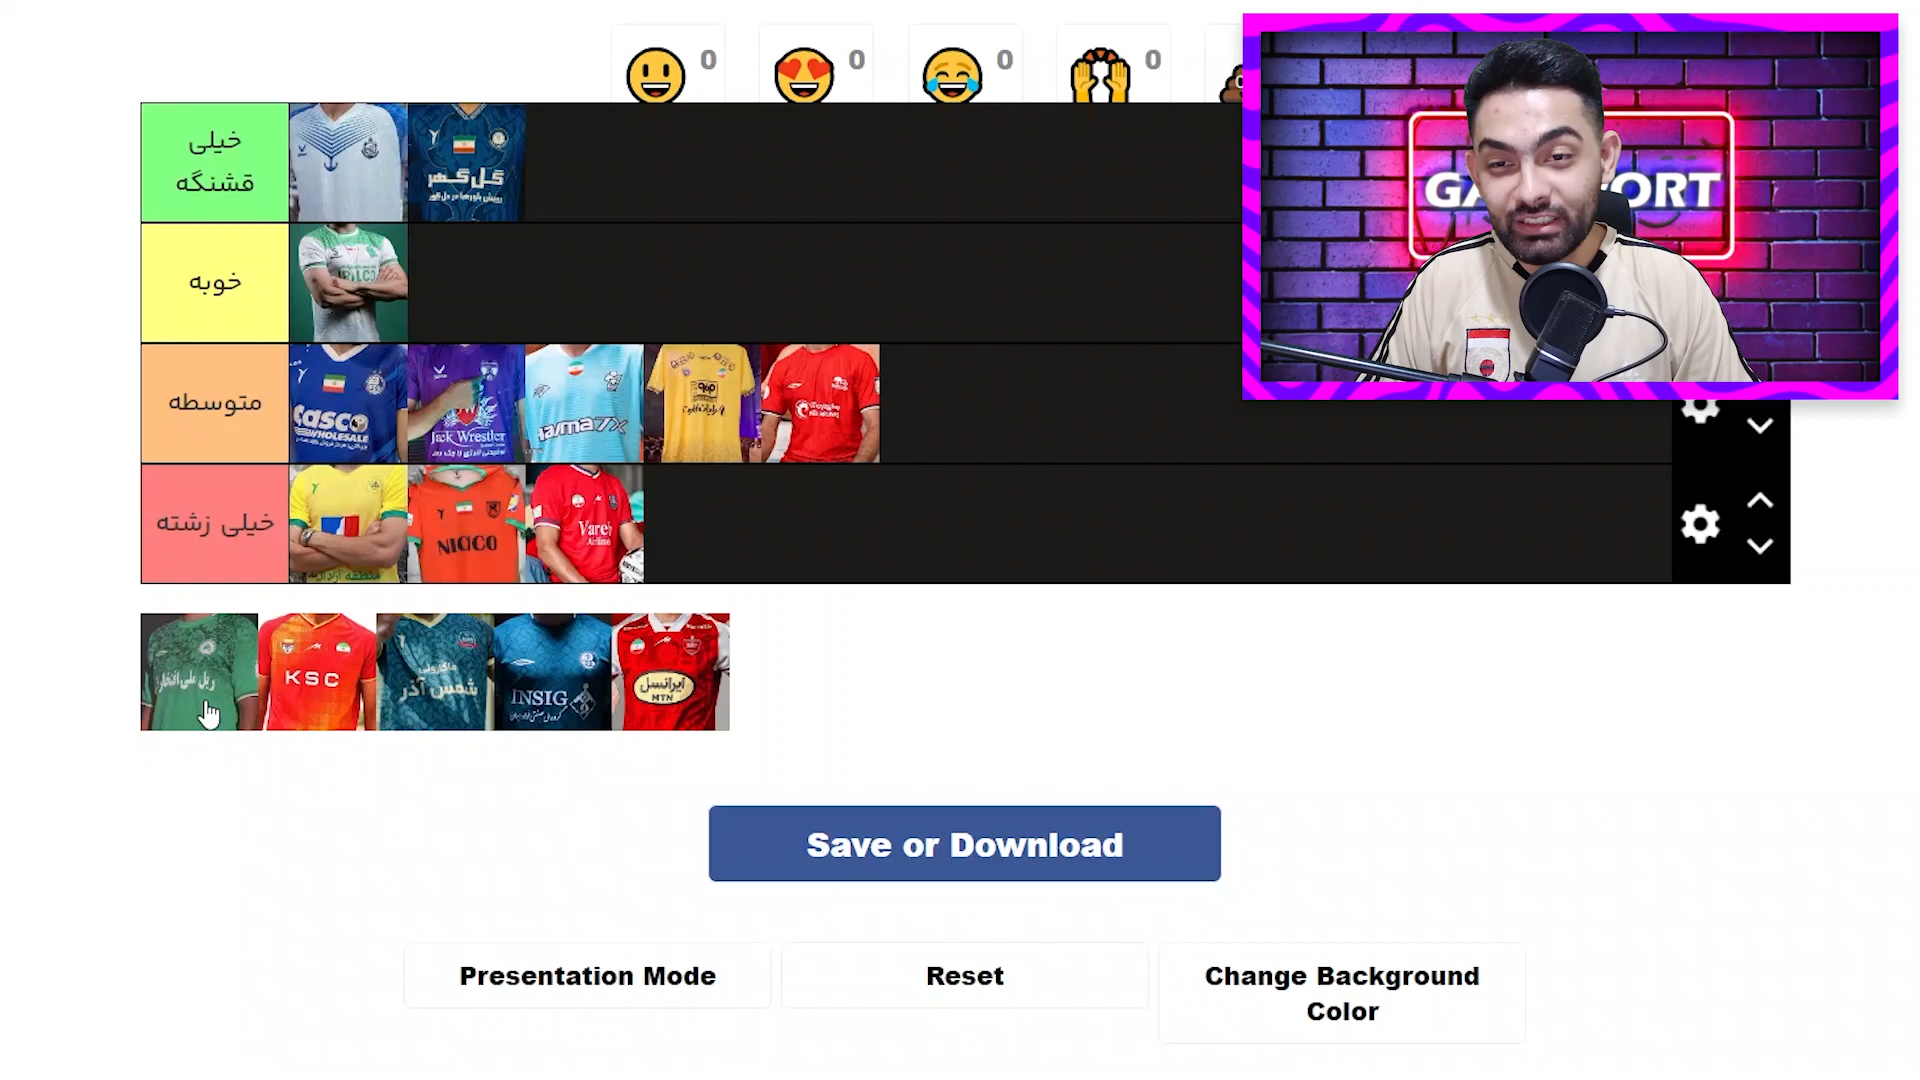 0
0
0
0
خیلی
قشنگه
گل گهر
خوبه
متوسطه
casco
WHOLESALE
Jack Wrestler
خیلی زشته
NICICO
KSC
ماکارونی
شمس آذر
INSIG
ایرانسل
MTN
Save or Download
Presentation Mode
Reset
Change Background
Color